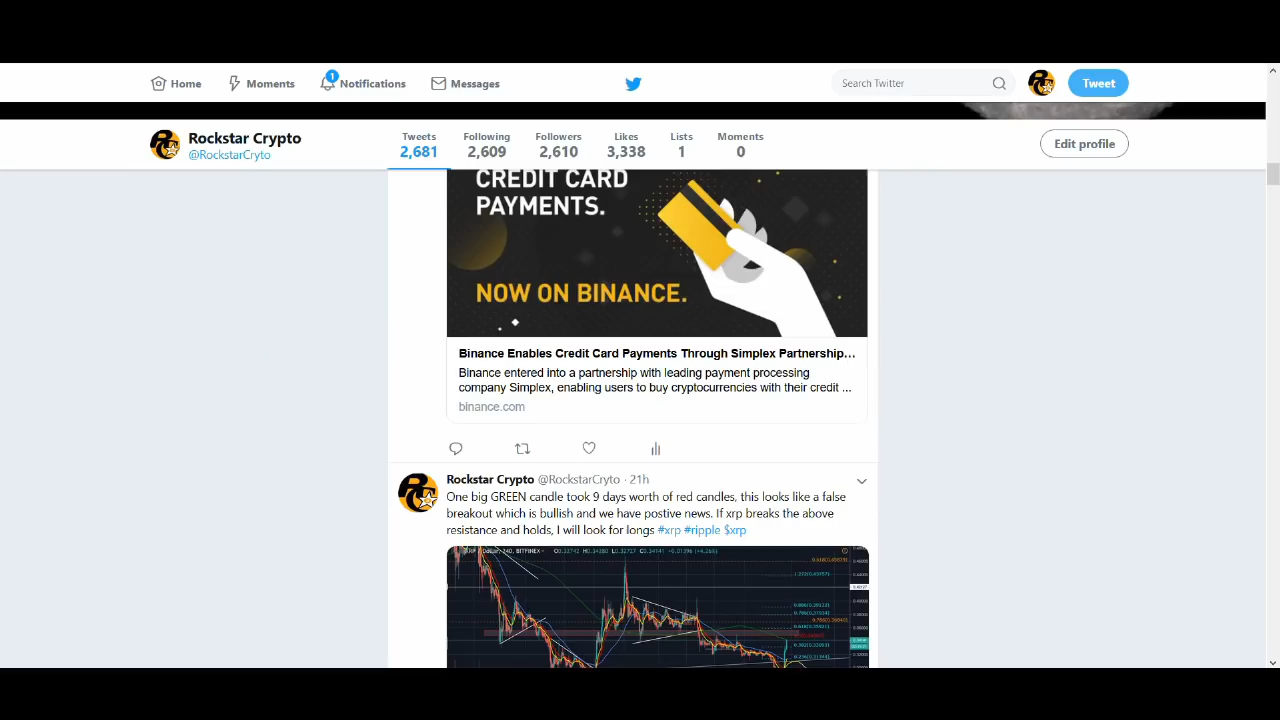 Home
Moments
1
Notifications
Messages
Search Twitter
Tweet
Rockstar Crypto
@RockstarCryto
Tweets
2,681
Following
2,609
Followers
2,610
Likes
3,338
Lists
1
Moments
0
Edit profile
CREDIT CARD
PAYMENTS.
NOW ON BINANCE.
Binance Enables Credit Card Payments Through Simplex Partnership...
Binance entered into a partnership with leading payment processing
company Simplex, enabling users to buy cryptocurrencies with their credit ...
binance.com
Rockstar Crypto @RockstarCryto · 21h
One big GREEN candle took 9 days worth of red candles, this looks like a false
breakout which is bullish and we have postive news. If xrp breaks the above
resistance and holds, I will look for longs #xrp #ripple $xrp